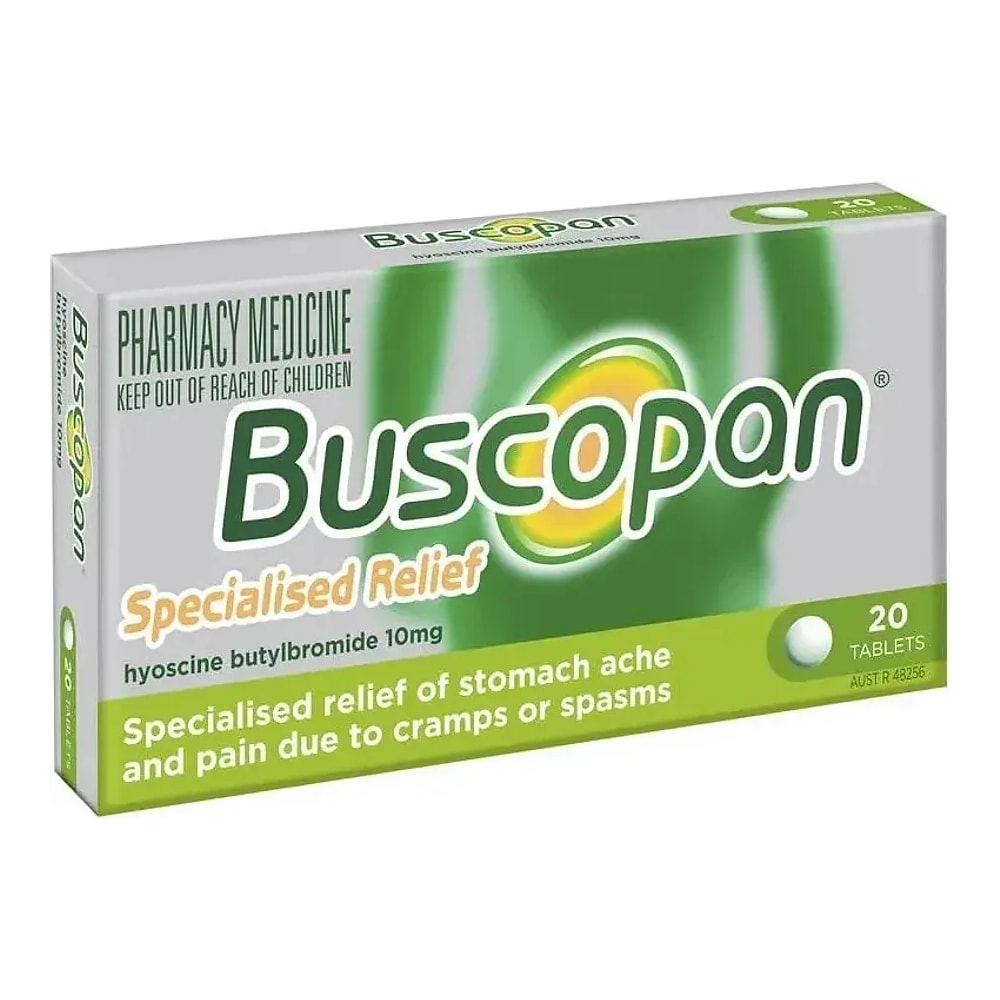 Buscopan
hyoscine butylbromide 10mg
20
TABLETS
hyoscine
butylbromide 10mg
Buscopan
20 TABLETS
PHARMACY MEDICINE
KEEP OUT OF REACH OF CHILDREN
Buscopan®
Specialised Relief
hyoscine butylbromide 10mg
20
TABLETS
AUST R 48256
Specialised relief of stomach ache
and pain due to cramps or spasms